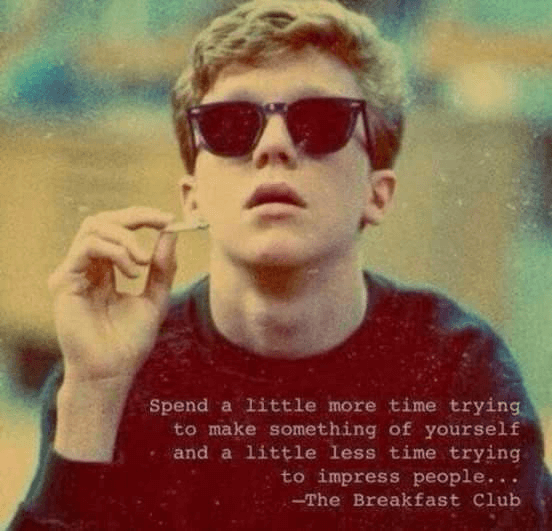 Spend a little more time trying
to make something of yourself
and a little less time trying
to impress people...
—The Breakfast Club